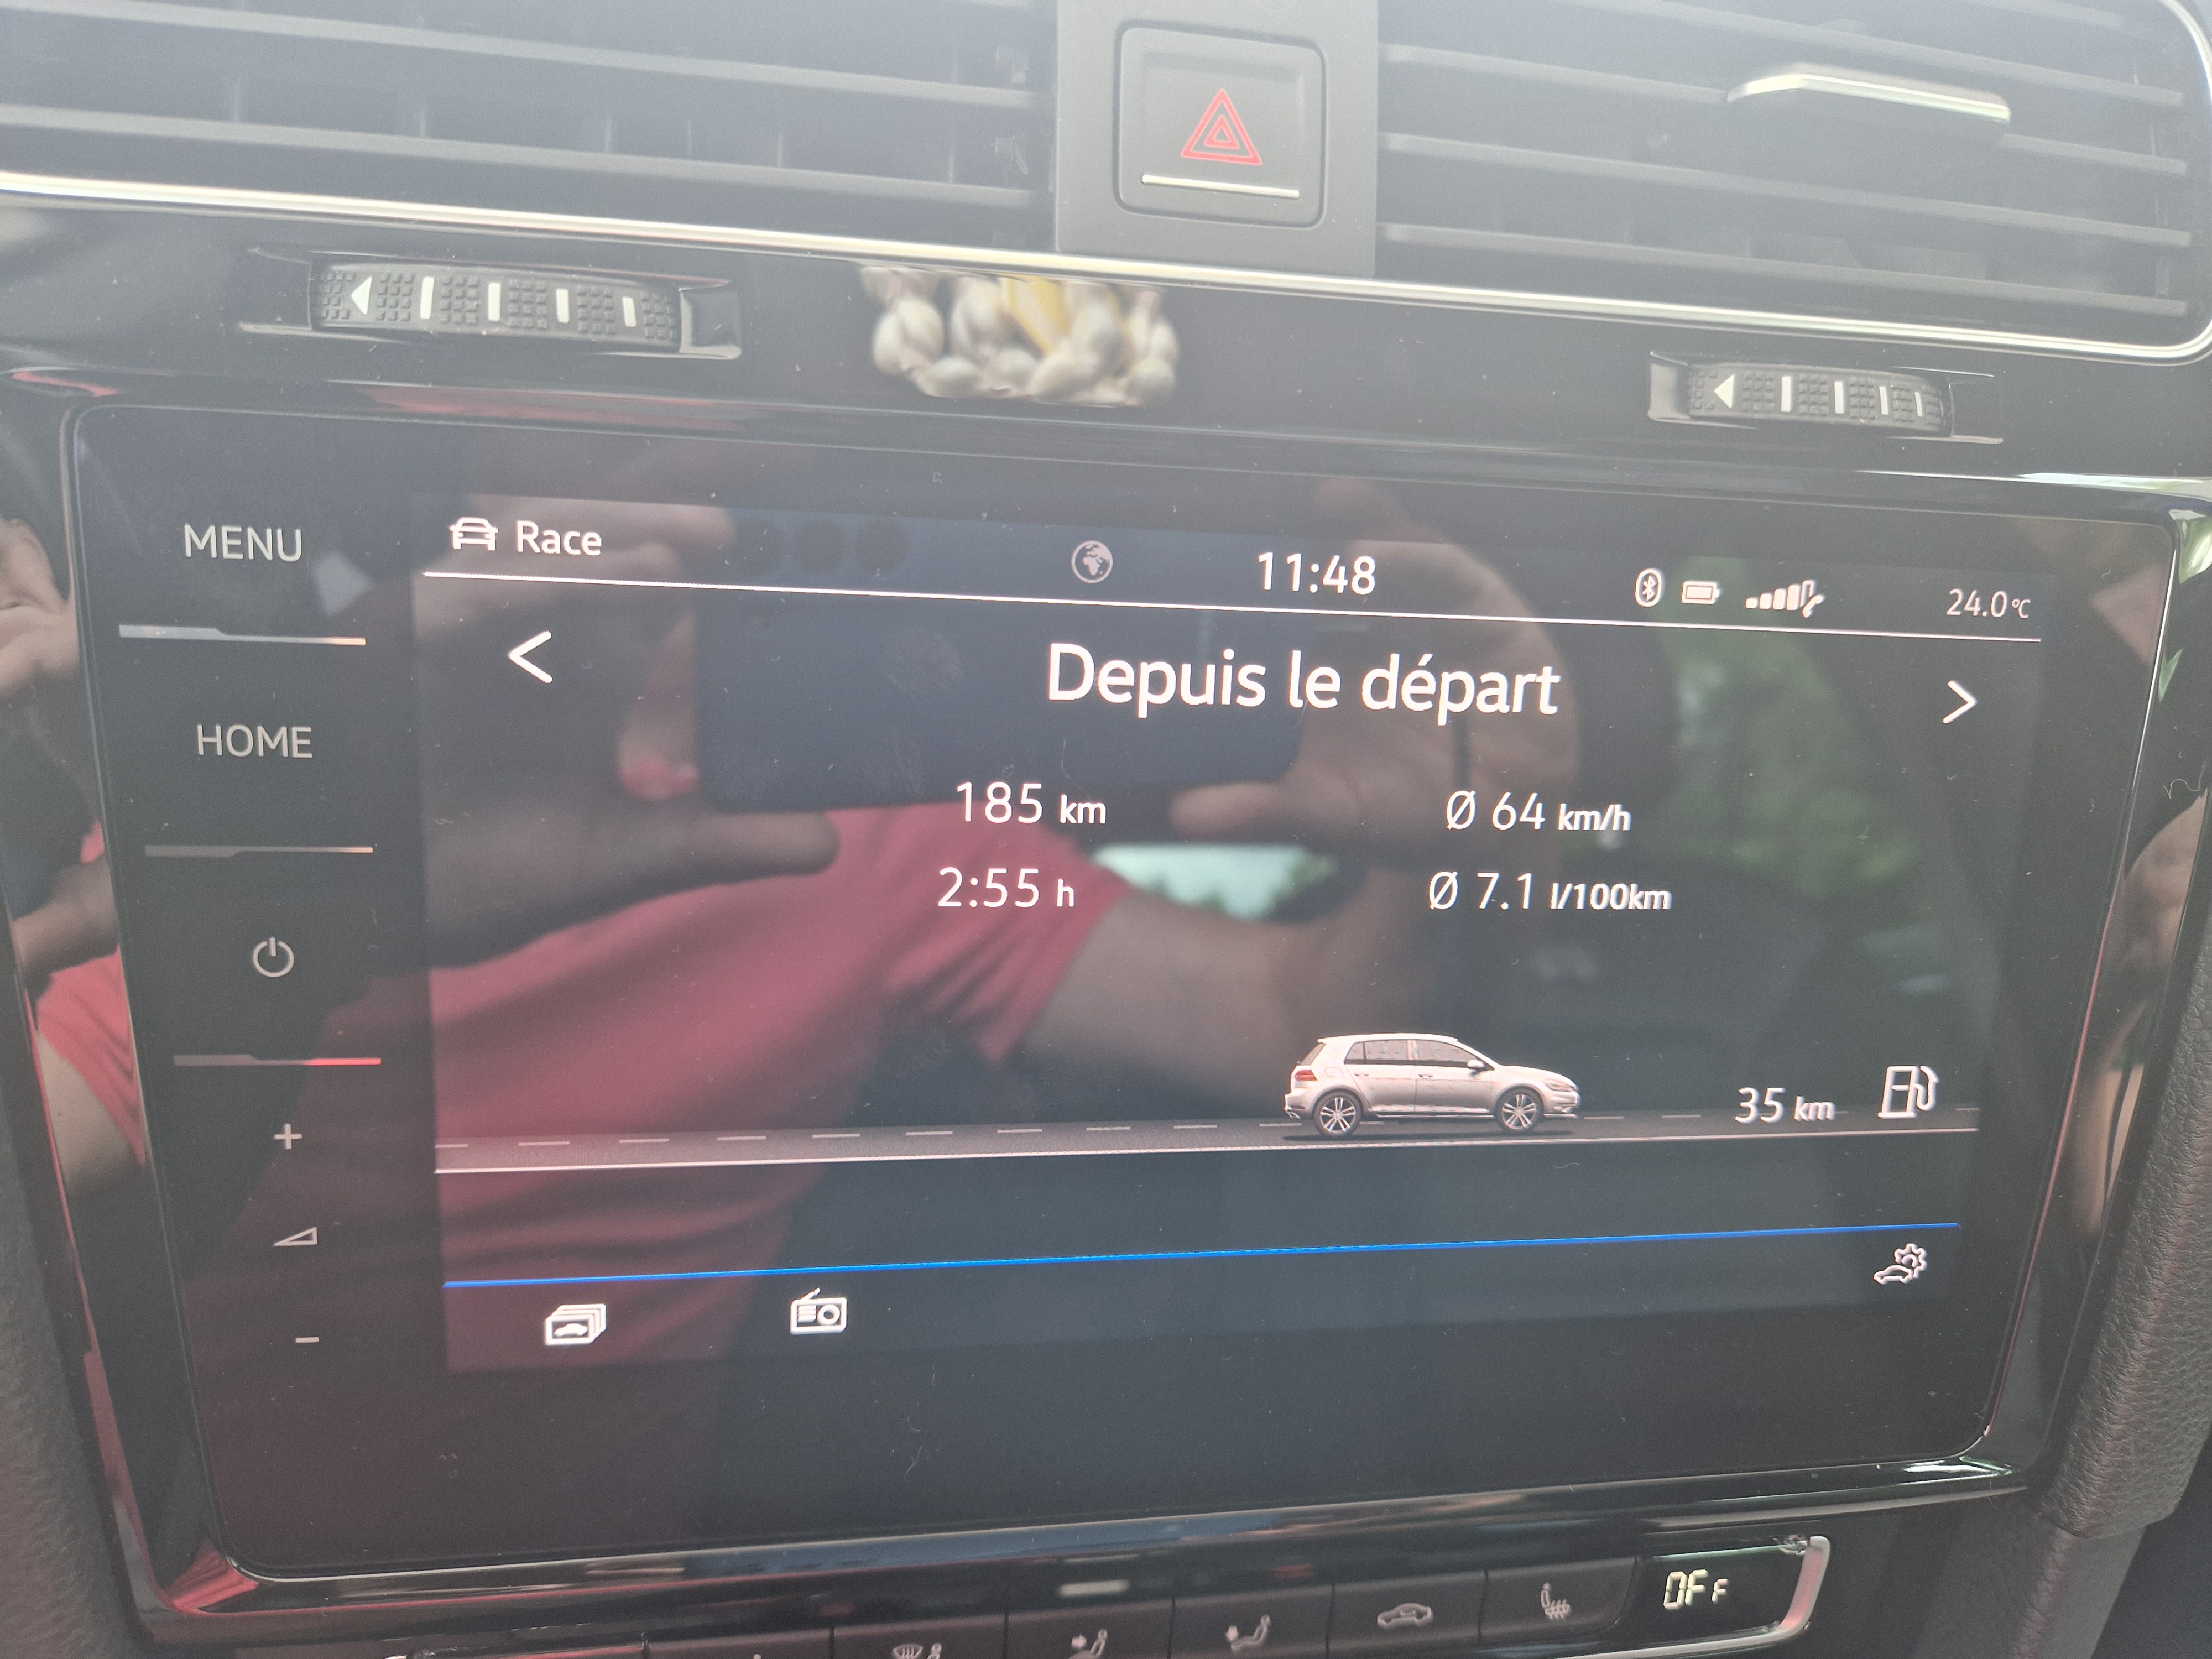 MENU
HOME
Race
11:48
24.0°C
<
Depuis le départ
>
185 km
Ø 64 km/h
2:55 h
Ø 7.1 l/100km
35 km
+
−
OFF